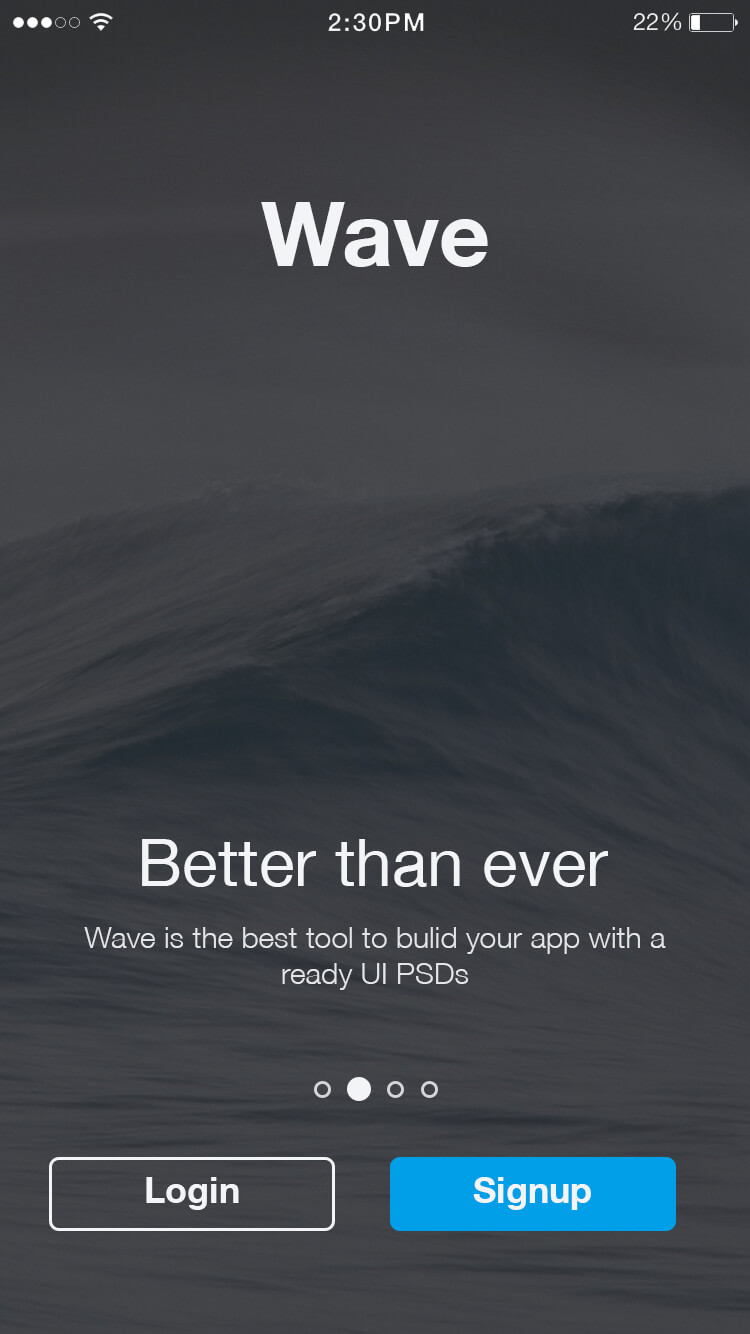 2:30PM 22%
Wave
Better than ever
Wave is the best tool to bulid your app with a
ready UI PSDs
Login Signup